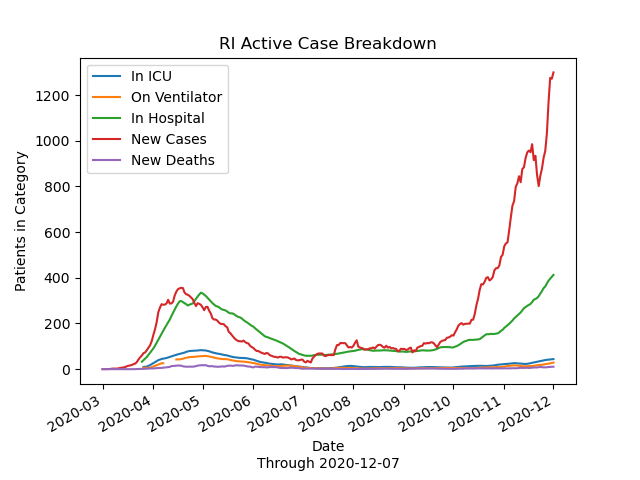 RI Active Case Breakdown
In ICU
On Ventilator
In Hospital
New Cases
New Deaths
Patients in Category
1200
1000
800
600
400
200
0
2020-03
2020-04
2020-05
2020-06
2020-07
2020-08
2020-09
2020-10
2020-11
2020-12
Date
Through 2020-12-07